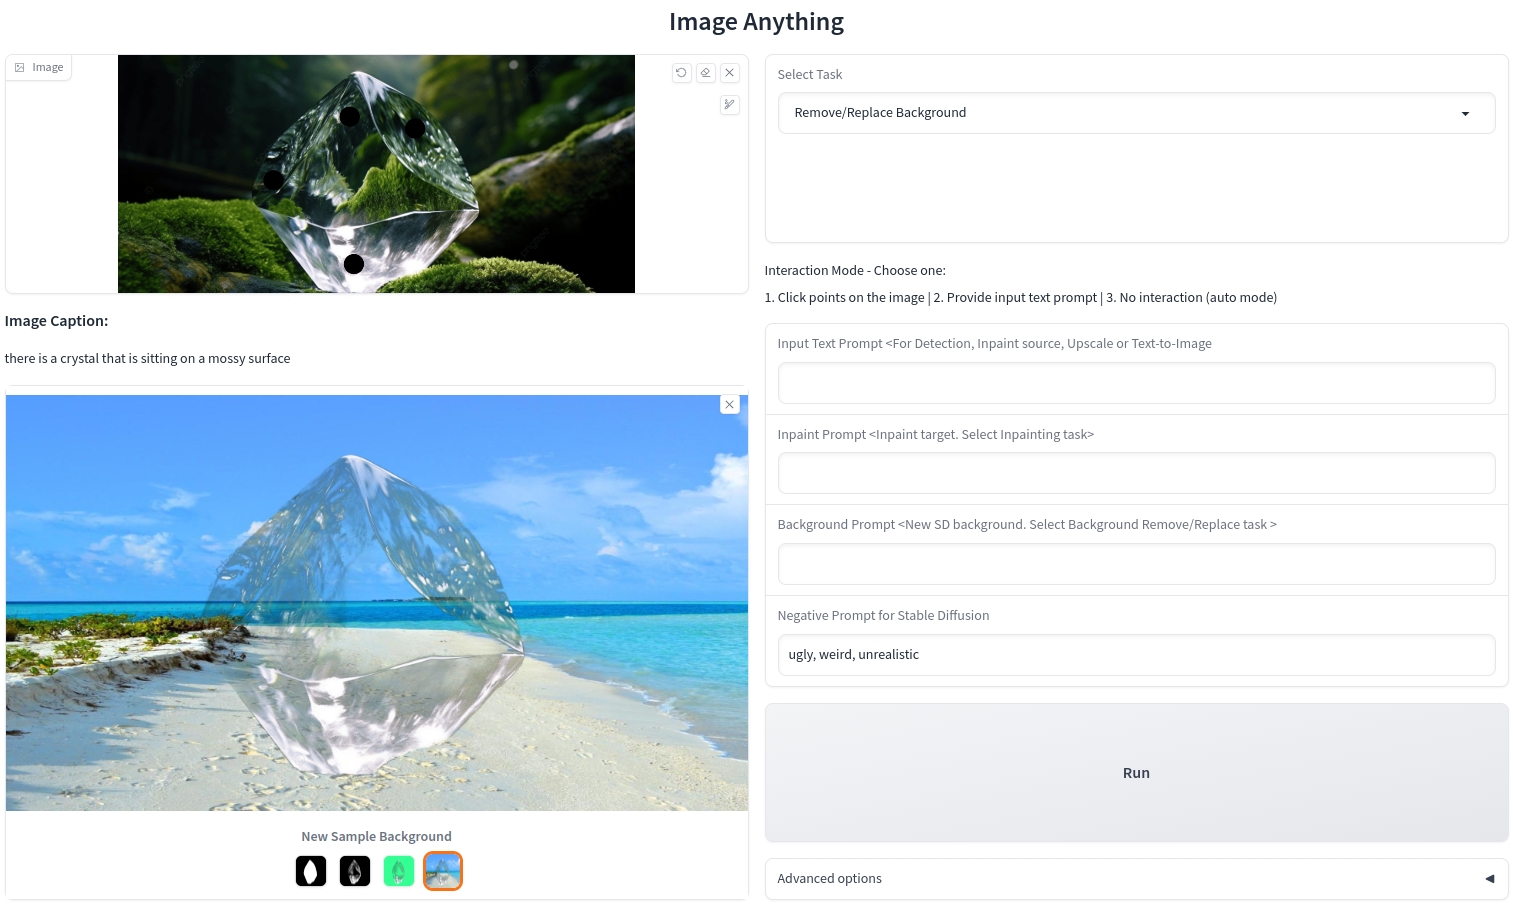 Image Anything
Image
Select Task
Remove/Replace Background
Interaction Mode - Choose one:
1. Click points on the image | 2. Provide input text prompt | 3. No interaction (auto mode)
Image Caption:
there is a crystal that is sitting on a mossy surface
Input Text Prompt <For Detection, Inpaint source, Upscale or Text-to-Image
Inpaint Prompt <Inpaint target. Select Inpainting task>
Background Prompt <New SD background. Select Background Remove/Replace task >
Negative Prompt for Stable Diffusion
ugly, weird, unrealistic
Run
New Sample Background
Advanced options